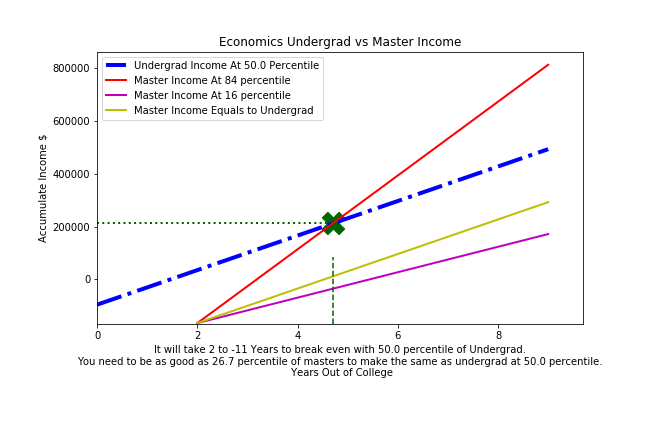 Economics Undergrad vs Master Income
Undergrad Income At 50.0 Percentile
Master Income At 84 percentile
Master Income At 16 percentile
Master Income Equals to Undergrad
Accumulate Income $
800000
600000
400000
200000
0
0 2 4 6 8
It will take 2 to -11 Years to break even with 50.0 percentile of Undergrad.
You need to be as good as 26.7 percentile of masters to make the same as undergrad at 50.0 percentile.
Years Out of College